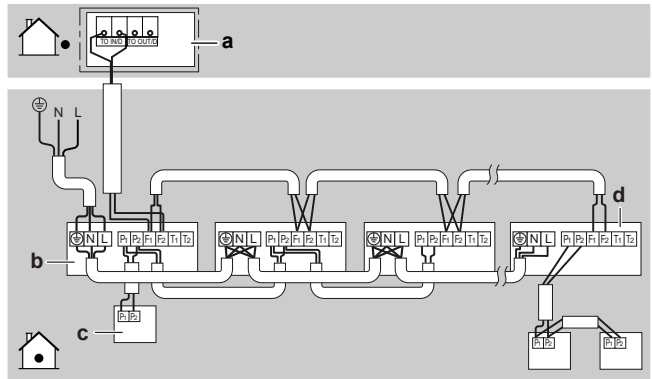 TO IN/D TO OUT/D
a
N L
d
N L P1 P2 F1 F2 T1 T2
N L P1 P2 F1 F2 T1 T2
N L P1 P2 F1 F2 T1 T2
N L P1 P2 F1 F2 T1 T2
b
P1 P2
c
P1 P2
P1 P2